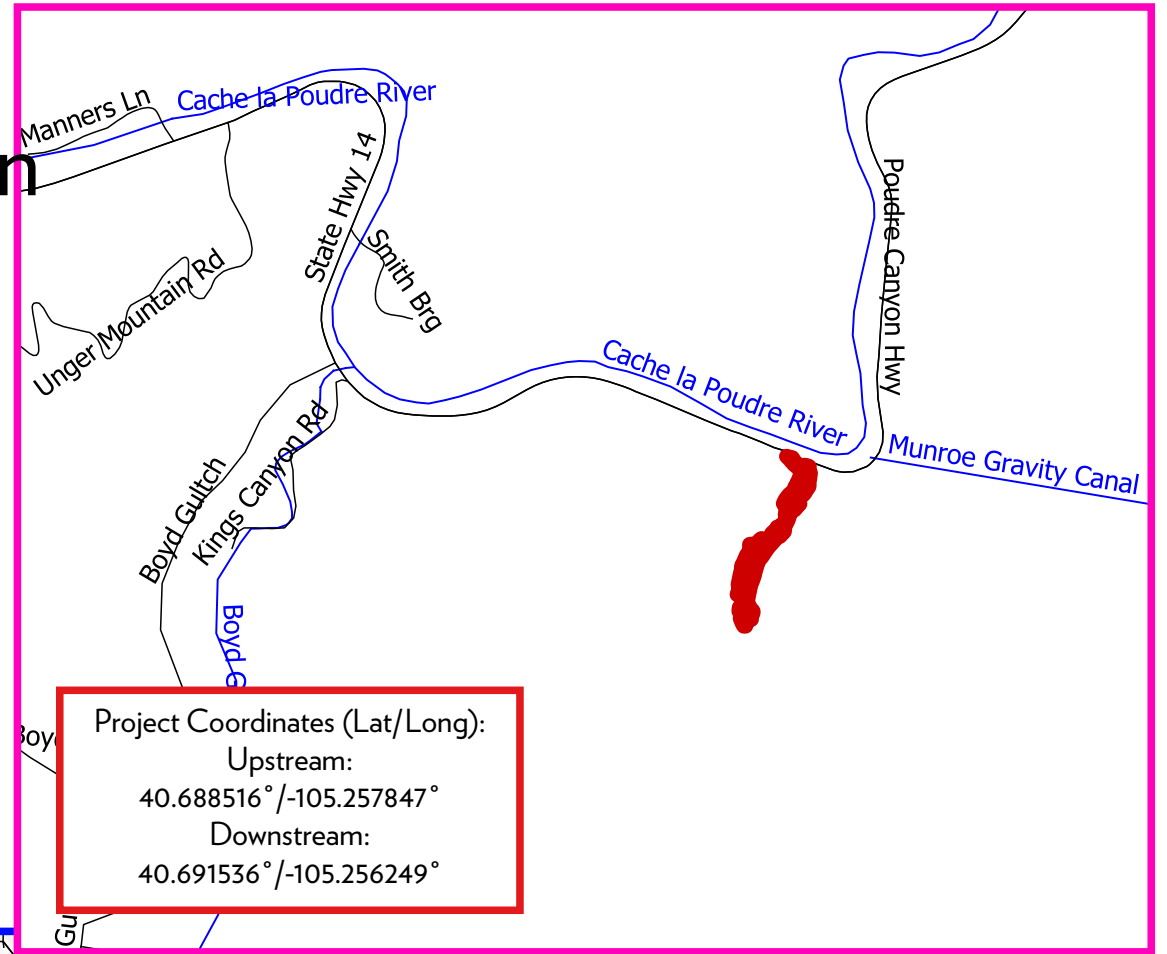 Manners Ln
Cache la Poudre River
n
State Hwy 14
Smith Brg
Unger Mountain Rd
Poudre Canyon Hwy
Cache la Poudre River
Munroe Gravity Canal
Boyd Gultch
Kings Canyon Rd
Boyd G
Boy
Project Coordinates (Lat/Long):
Upstream:
40.688516°/-105.257847°
Downstream:
40.691536°/-105.256249°
Gu